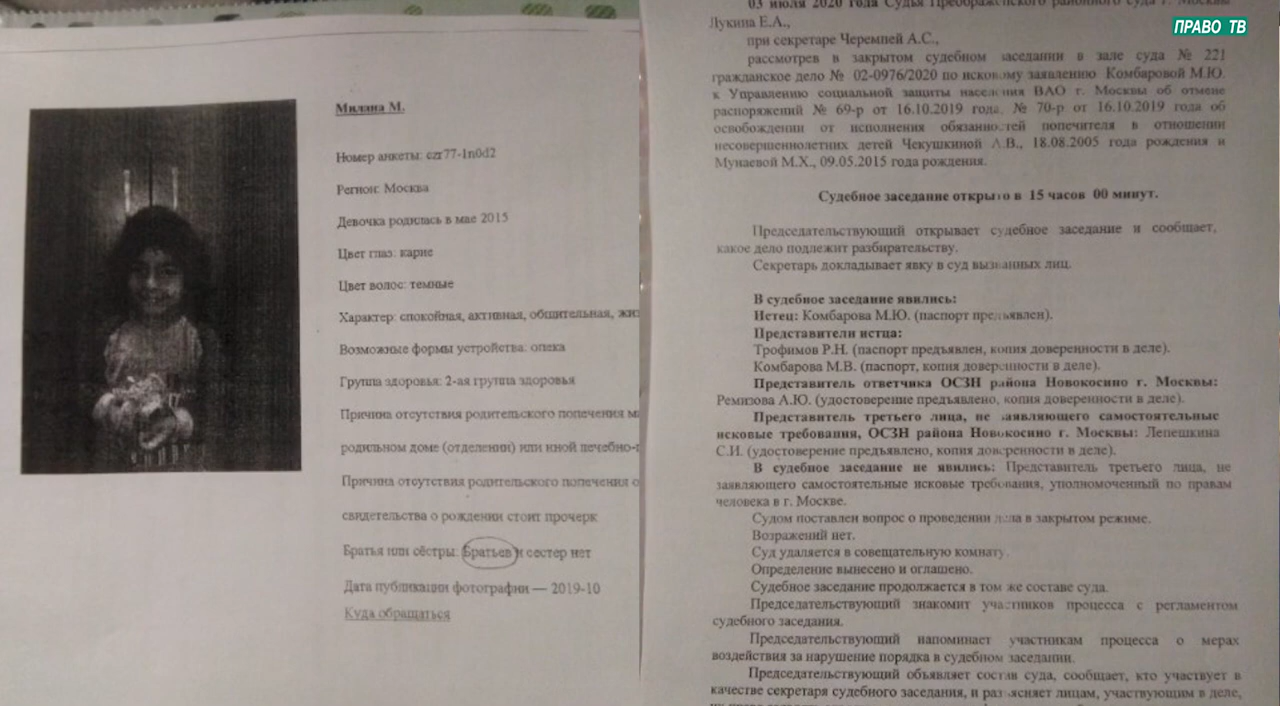 Милана М.
Номер анкеты: czr77-1n0d2
Регион: Москва
Девочка родилась в мае 2015
Цвет глаз: карие
Цвет волос: темные
Характер: спокойная, активная, общительная,
Возможные формы устройства: опека
Группа здоровья: 2-ая группа здоровья
Причина отсутствия родительского попечения
родильном доме (отделении) или иной лечебно-
Причина отсутствия родительского попечения о
свидетельства о рождении стоит прочерк
Братья или сёстры: Братьев и сестер нет
Дата публикации фотографии — 2019-10
Куда обращаться
ПРАВО ТВ
03 июля 2020 года Судья Преображенского районного суда г. Москвы
Лукина Е.А.,
при секретаре Черемпей А.С.,
рассмотрев в закрытом судебном заседании в зале суда № 221
гражданское дело № 02-0976/2020 по исковому заявлению Комбаровой М.Ю.
к Управлению социальной защиты населения ВАО г. Москвы об отмене
распоряжений № 69-р от 16.10.2019 года, № 70-р от 16.10.2019 года об
освобождении от исполнения обязанностей попечителя в отношении
несовершеннолетних детей Чекушкиной А.В., 18.08.2005 года рождения и
Мунаевой М.Х., 09.05.2015 года рождения.
Судебное заседание открыто в 15 часов 00 минут.
Председательствующий открывает судебное заседание и сообщает,
какое дело подлежит разбирательству.
Секретарь докладывает явку в суд вызванных лиц.
В судебное заседание явились:
Истец: Комбарова М.Ю. (паспорт предъявлен).
Представители истца:
Трофимов Р.Н. (паспорт предъявлен, копия доверенности в деле).
Комбарова М.В. (паспорт, копия доверенности в деле).
Представитель ответчика ОСЗН района Новокосино г. Москвы:
Ремизова А.Ю. (удостоверение предъявлено, копия доверенности в деле).
Представитель третьего лица, не заявляющего самостоятельные
исковые требования, ОСЗН района Новокосино г. Москвы: Лепешкина
С.И. (удостоверение предъявлено, копия доверенности в деле).
В судебное заседание не явились: Представитель третьего лица, не
заявляющего самостоятельные исковые требования, уполномоченный по правам
человека в г. Москве.
Судом поставлен вопрос о проведении дела в закрытом режиме.
Возражений нет.
Суд удаляется в совещательную комнату.
Определение вынесено и оглашено.
Судебное заседание продолжается в том же составе суда.
Председательствующий знакомит участников процесса с регламентом
судебного заседания.
Председательствующий напоминает участникам процесса о мерах
воздействия за нарушение порядка в судебном заседании.
Председательствующий объявляет состав суда, сообщает, кто участвует в
качестве секретаря судебного заседания, и разъясняет лицам, участвующим в деле,